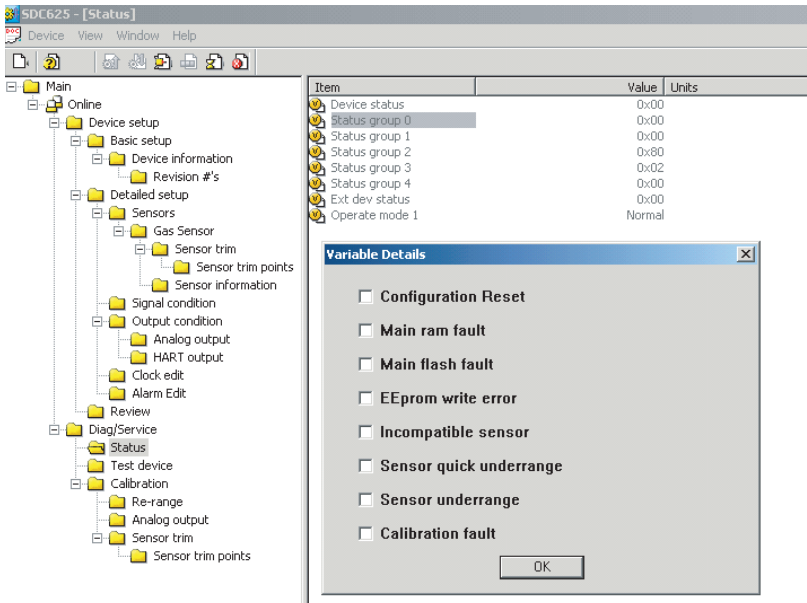 SDC625 - [Status]
Device View Window Help
Main
Online
Device setup
Basic setup
Device information
Revision #'s
Detailed setup
Sensors
Gas Sensor
Sensor trim
Sensor trim points
Sensor information
Signal condition
Output condition
Analog output
HART output
Clock edit
Alarm Edit
Review
Diag/Service
Status
Test device
Calibration
Re-range
Analog output
Sensor trim
Sensor trim points
Item Value Units
Device status 0x00
Status group 0 0x00
Status group 1 0x00
Status group 2 0x80
Status group 3 0x02
Status group 4 0x00
Ext dev status 0x00
Operate mode 1 Normal
Variable Details
Configuration Reset
Main ram fault
Main flash fault
EEprom write error
Incompatible sensor
Sensor quick underrange
Sensor underrange
Calibration fault
OK